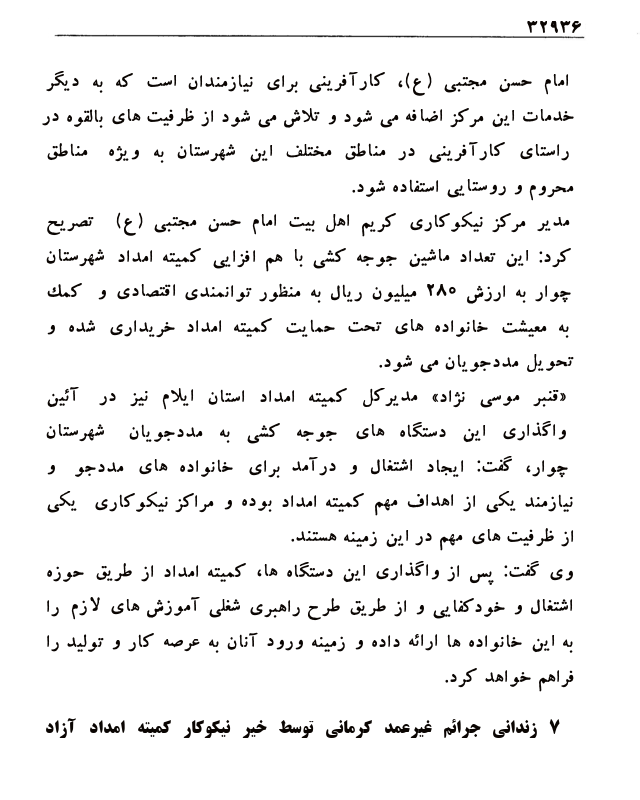 ۳۲۹۳۶
امام حسن مجتبی (ع)، کارآفرینی برای نیازمندان است که به دیگر
خدمات این مرکز اضافه می شود و تلاش می شود از ظرفیت های بالقوه در
راستای کارآفرینی در مناطق مختلف این شهرستان به ویژه مناطق
محروم و روستایی استفاده شود.
مدیر مرکز نیکوکاری کریم اهل بیت امام حسن مجتبی (ع) تصریح
کرد: این تعداد ماشین جوجه کشی با هم افزایی کمیته امداد شهرستان
چوار به ارزش ۲۸۰ میلیون ریال به منظور توانمندی اقتصادی و کمك
به معیشت خانواده های تحت حمایت کمیته امداد خریداری شده و
تحویل مددجویان می شود.
«قنبر موسی نژاد» مدیرکل کمیته امداد استان ایلام نیز در آئین
واگذاری این دستگاه های جوجه کشی به مددجویان شهرستان
چوار، گفت: ایجاد اشتغال و درآمد برای خانواده های مددجو و
نیازمند یکی از اهداف مهم کمیته امداد بوده و مراکز نیکوکاری یکی
از ظرفیت های مهم در این زمینه هستند.
وی گفت: پس از واگذاری این دستگاه ها، کمیته امداد از طریق حوزه
اشتغال و خودکفایی و از طریق طرح راهبری شغلی آموزش های لازم را
به این خانواده ها ارائه داده و زمینه ورود آنان به عرصه کار و تولید را
فراهم خواهد کرد.
۷ زندانی جرائم غیرعمد کرمانی توسط خیر نیکوکار کمیته امداد آزاد